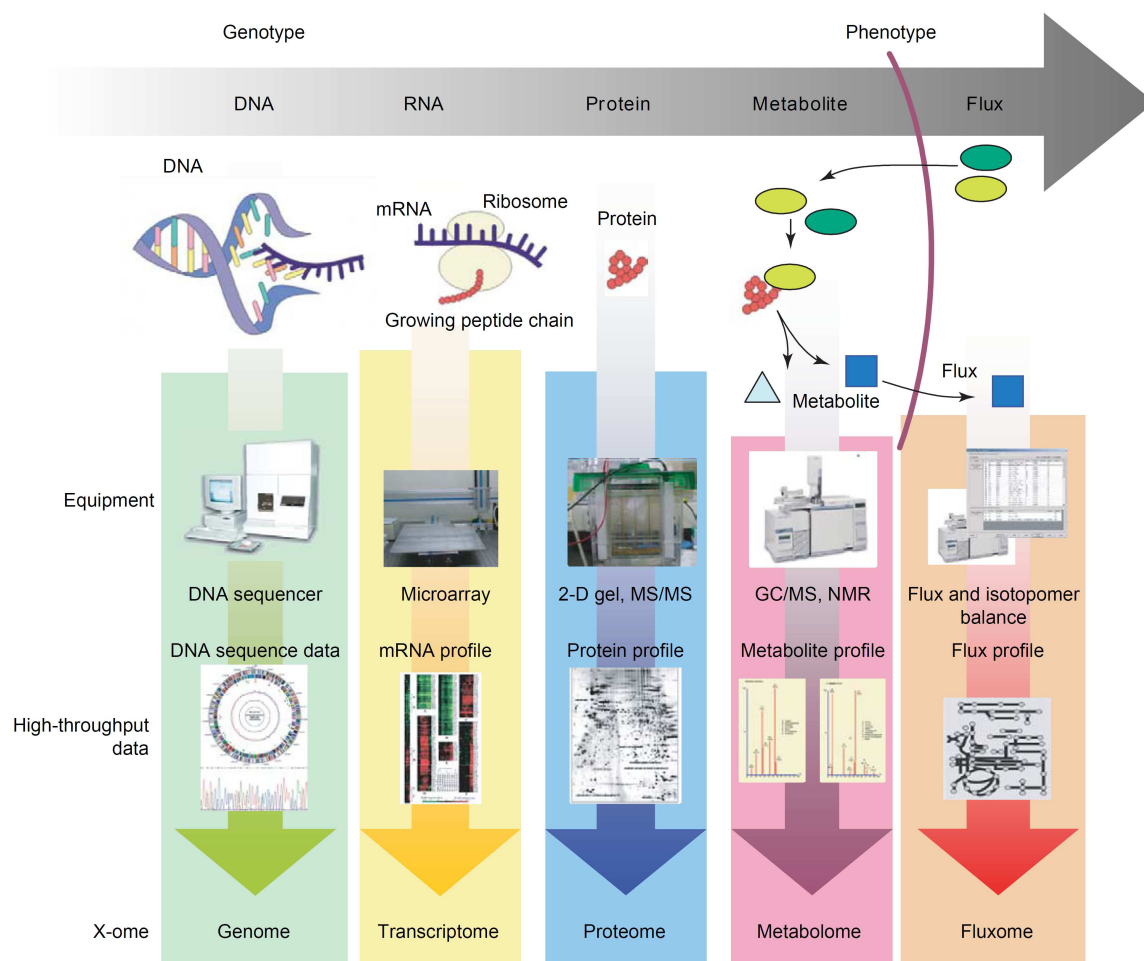 Genotype
Phenotype
DNA
RNA
Protein
Metabolite
Flux
DNA
mRNA
Ribosome
Growing peptide chain
Protein
Metabolite
Flux
Equipment
DNA sequencer
Microarray
2-D gel, MS/MS
GC/MS, NMR
Flux and isotopomer
balance
DNA sequence data
mRNA profile
Protein profile
Metabolite profile
Flux profile
High-throughput
data
X-ome
Genome
Transcriptome
Proteome
Metabolome
Fluxome